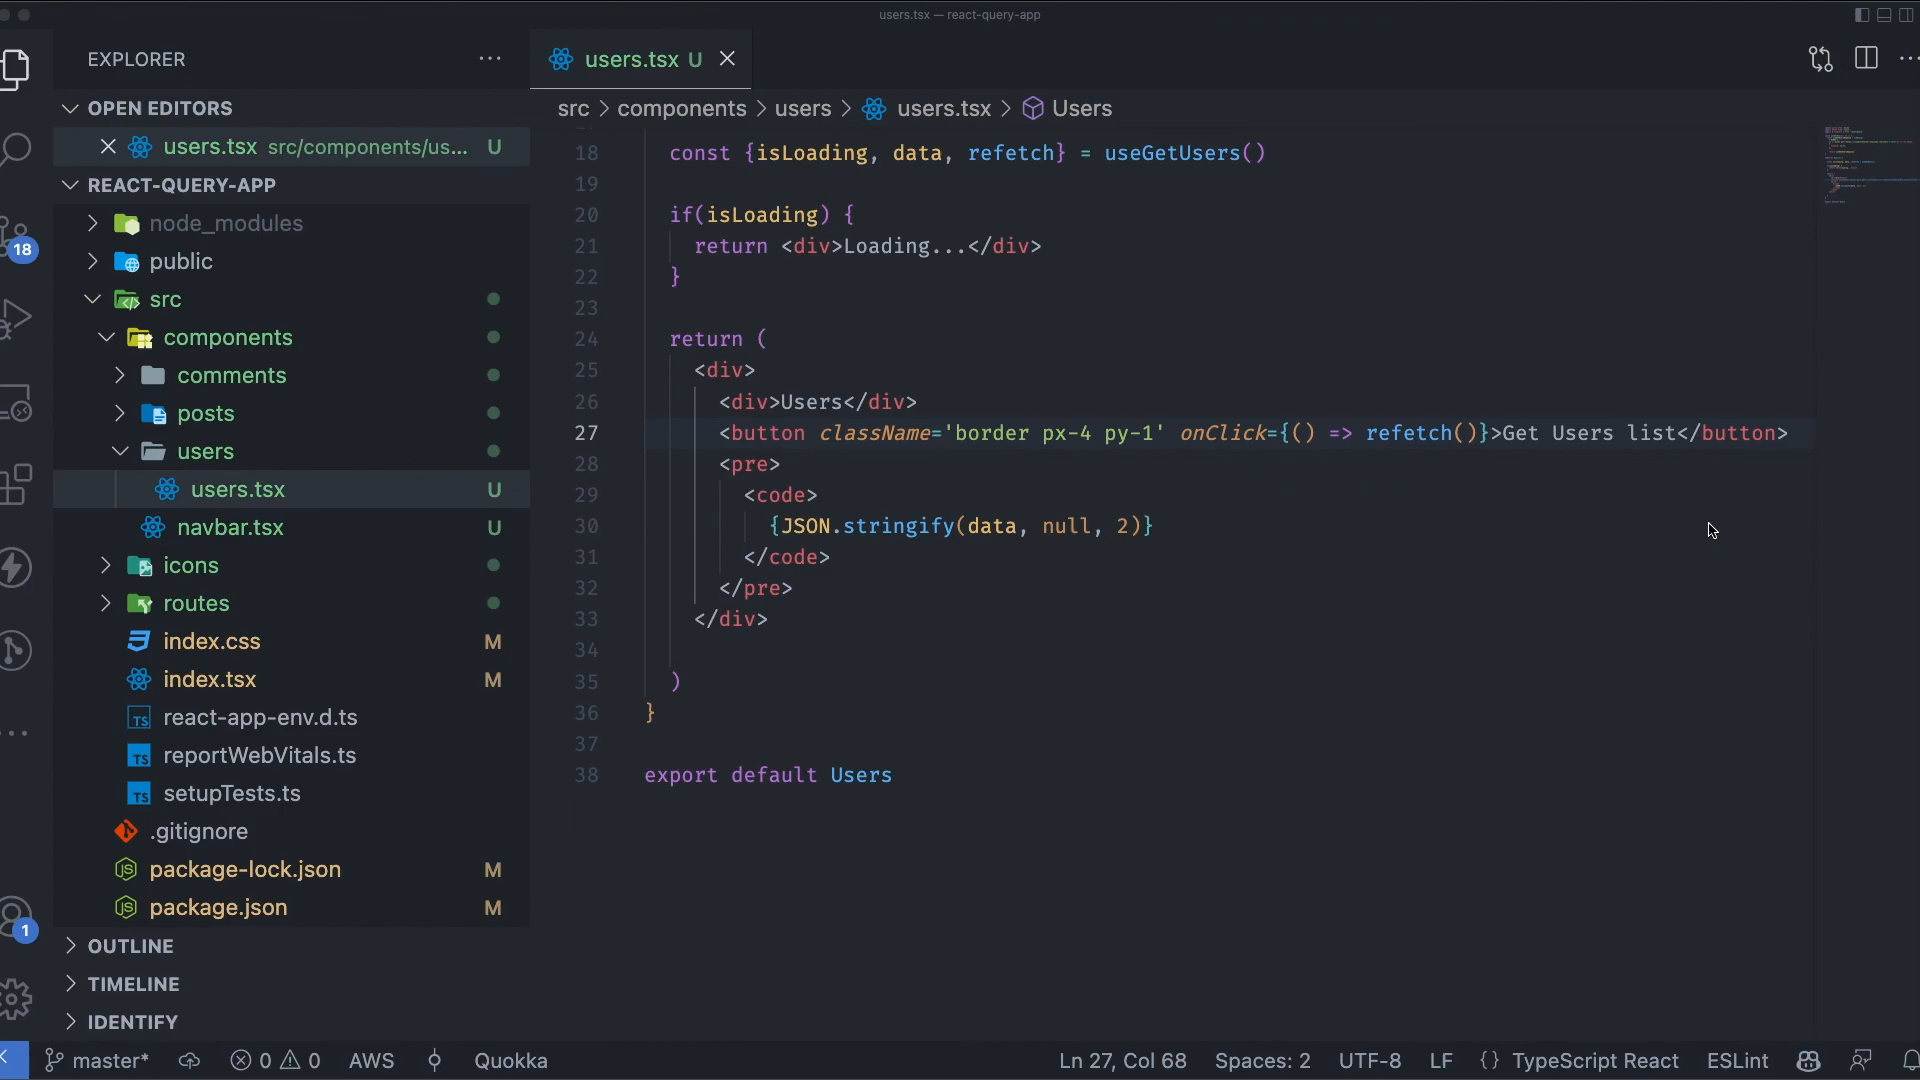 users.tsx — react-query-app
EXPLORER
OPEN EDITORS
users.tsx src/components/us... U
REACT-QUERY-APP
node_modules
public
src
components
comments
posts
users
users.tsx U
navbar.tsx U
icons
routes
index.css M
index.tsx M
react-app-env.d.ts
reportWebVitals.ts
setupTests.ts
.gitignore
package-lock.json M
package.json M
OUTLINE
TIMELINE
IDENTIFY
18
1
users.tsx U
src > components > users > users.tsx > Users
18 const {isLoading, data, refetch} = useGetUsers()
19
20 if(isLoading) {
21 return <div>Loading...</div>
22 }
23
24 return (
25 <div>
26 <div>Users</div>
27 <button className='border px-4 py-1' onClick={() => refetch()}>Get Users list</button>
28 <pre>
29 <code>
30 {JSON.stringify(data, null, 2)}
31 </code>
32 </pre>
33 </div>
34
35 )
36 }
37
38 export default Users
master* 0 0 AWS Quokka Ln 27, Col 68 Spaces: 2 UTF-8 LF {} TypeScript React ESLint